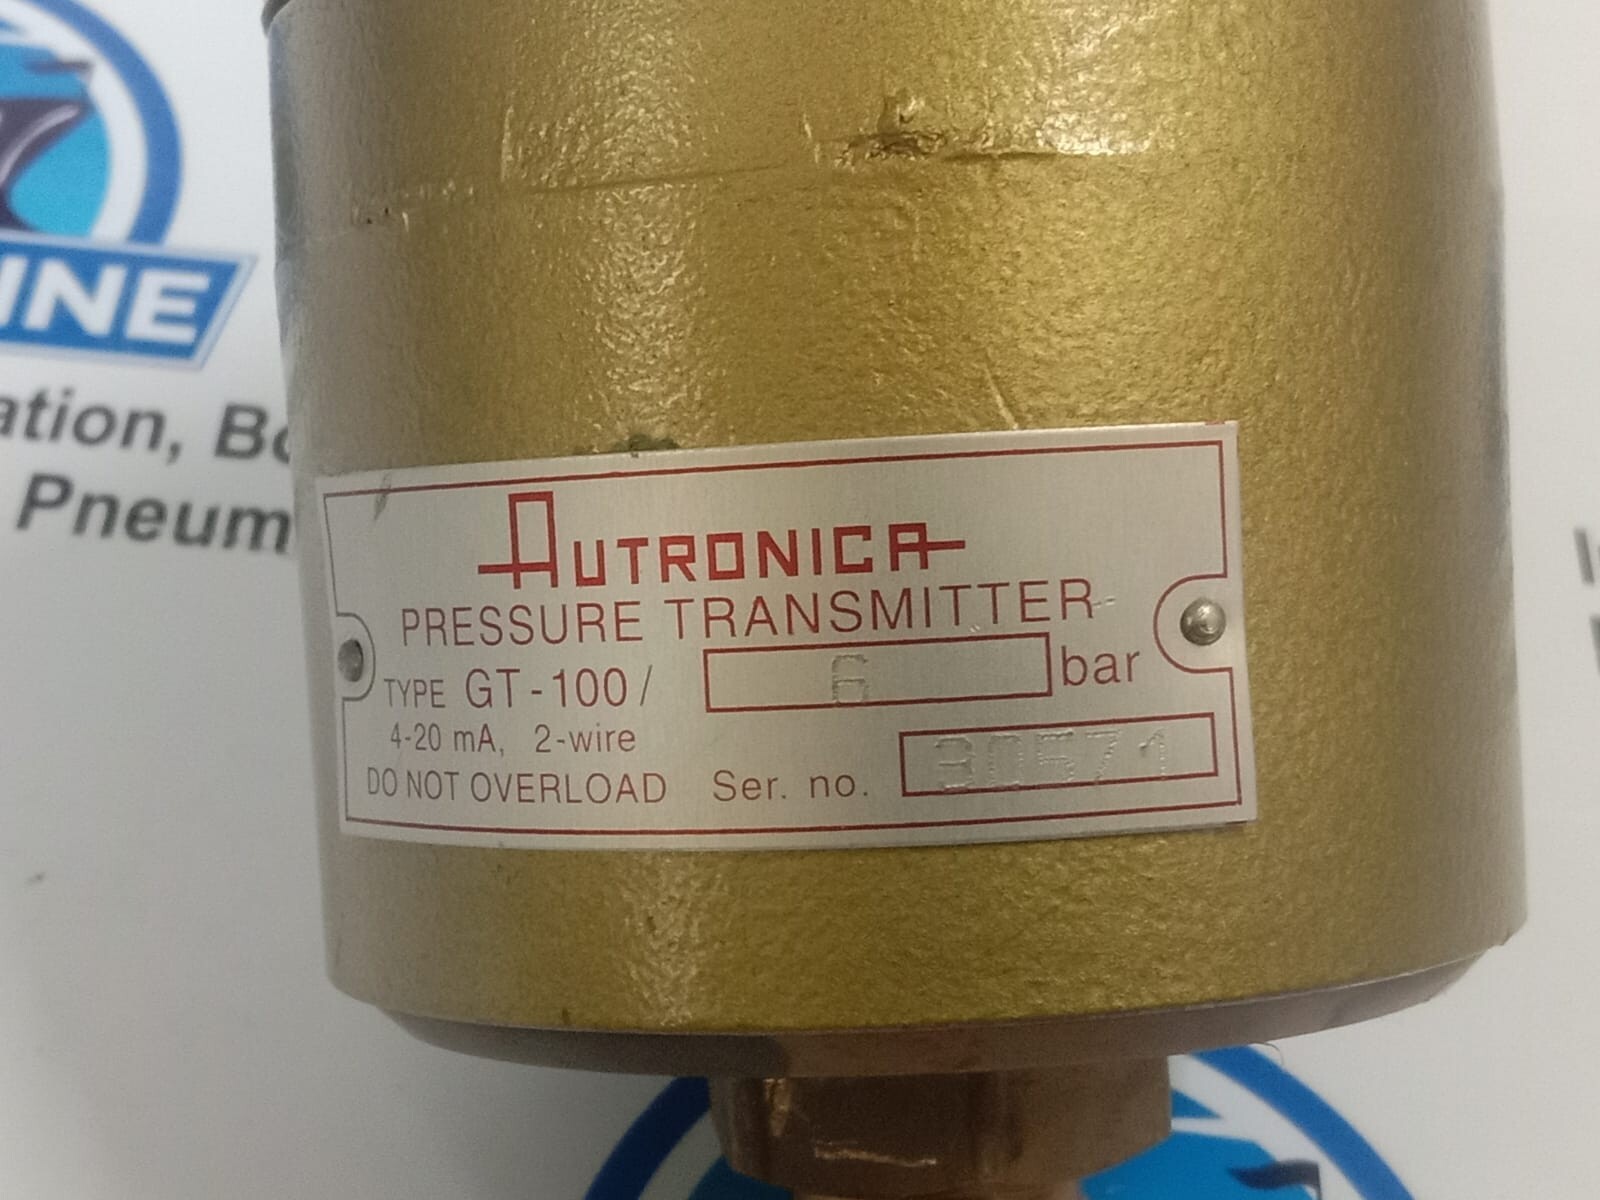 INE
ation, Bo
Pneum
AUTRONICA
PRESSURE TRANSMITTER
TYPE GT-100/ 6 bar
4-20 mA, 2-wire
DO NOT OVERLOAD Ser. no. 30571